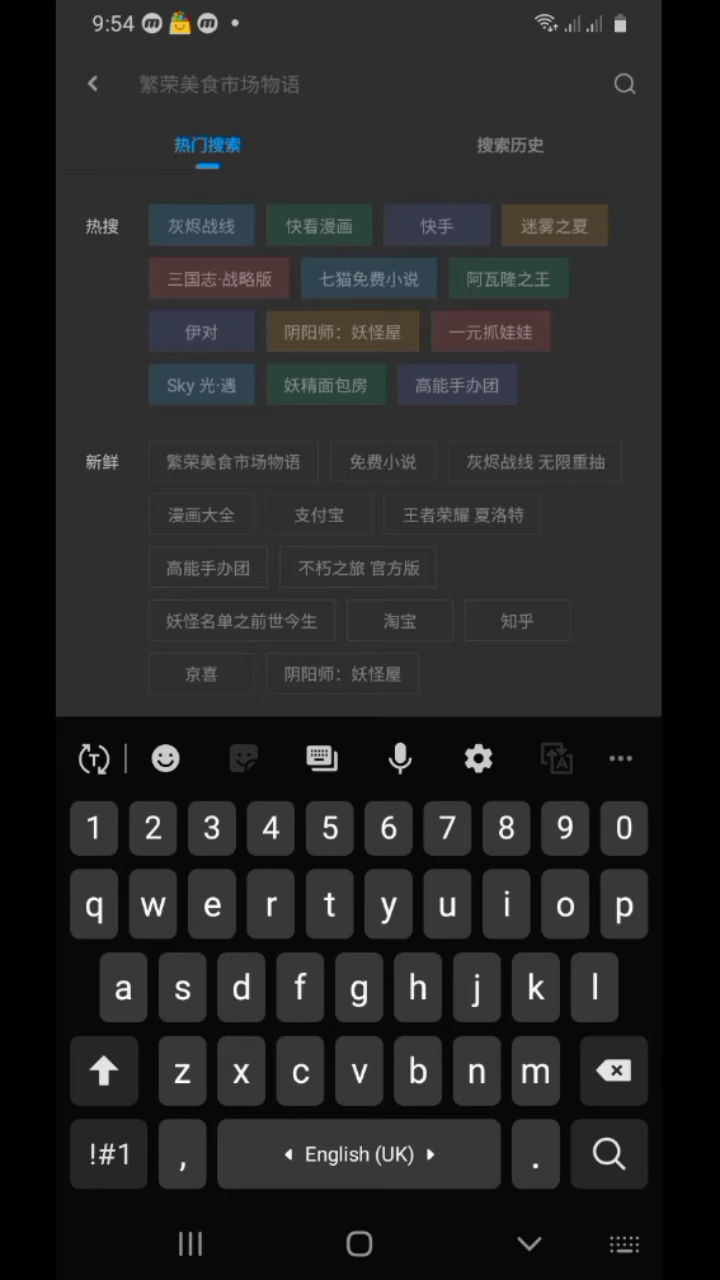 9:54
繁荣美食市场物语
热门搜索 搜索历史
热搜 灰烬战线 快看漫画 快手 迷雾之夏
三国志·战略版 七猫免费小说 阿瓦隆之王
伊对 阴阳师：妖怪屋 一元抓娃娃
Sky 光·遇 妖精面包房 高能手办团
新鲜 繁荣美食市场物语 免费小说 灰烬战线 无限重抽
漫画大全 支付宝 王者荣耀 夏洛特
高能手办团 不朽之旅 官方版
妖怪名单之前世今生 淘宝 知乎
京喜 阴阳师：妖怪屋
1 2 3 4 5 6 7 8 9 0
q w e r t y u i o p
a s d f g h j k l
z x c v b n m
!#1 , English (UK) .